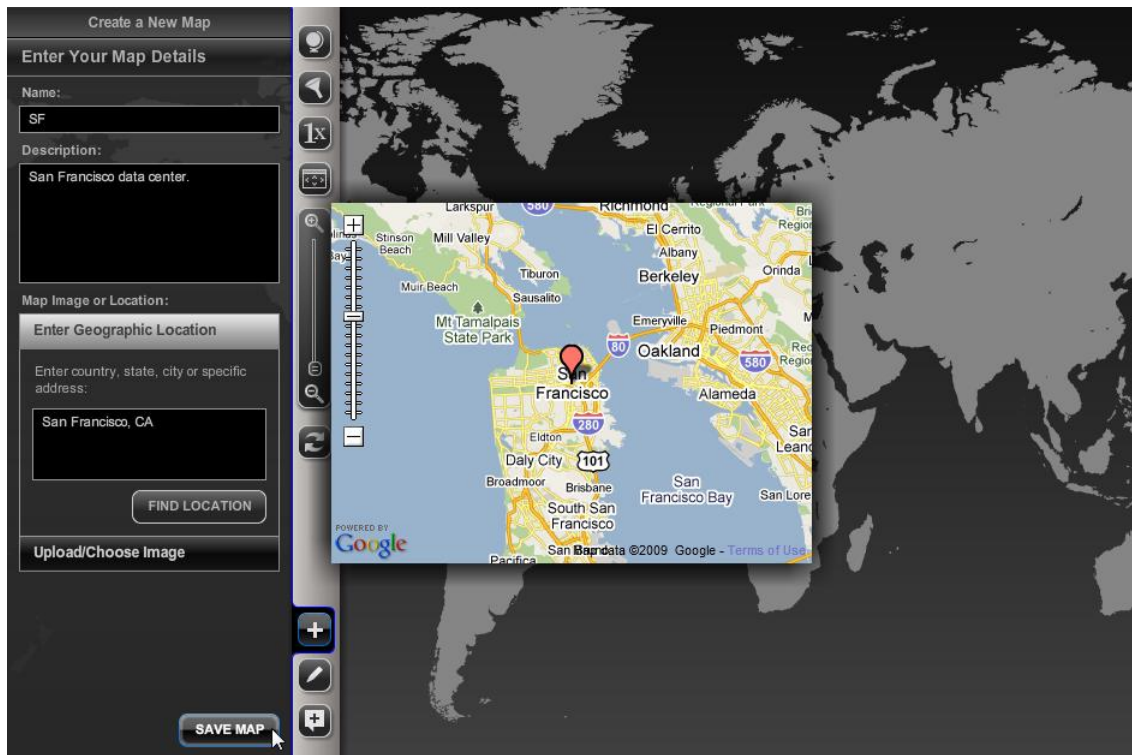 Create a New Map
Enter Your Map Details
Name:
SF
Description:
San Francisco data center.
Map Image or Location:
Enter Geographic Location
Enter country, state, city or specific
address:
San Francisco, CA
FIND LOCATION
Upload/Choose Image
SAVE MAP
1x
Larkspur
580
Richmond
El Cerrito
Stinson
Beach
Mill Valley
Albany
Tiburon
Berkeley
Orinda
Muir Beach
Sausalito
Mt Tamalpais
State Park
Emeryville
Piedmont
80
Oakland
580
San
Francisco
Alameda
280
Eldton
Daly City
101
San
Broadmoor
Brisbane
San
Francisco Bay
South San
Francisco
POWERED BY
Google
Map data ©2009 Google - Terms of Use
Pacifica